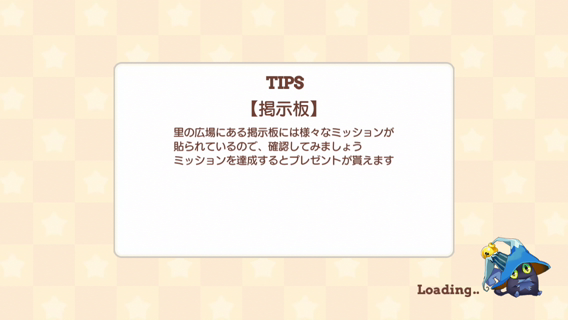 TIPS
【掲示板】
里の広場にある掲示板には様々なミッションが
貼られているので、確認してみましょう
ミッションを達成するとプレゼントが貰えます
Loading..